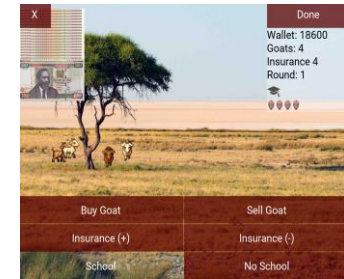 X
Done
Wallet: 18600
Goats: 4
Insurance 4
Round: 1
Buy Goat
Sell Goat
Insurance (+)
Insurance (-)
School
No School